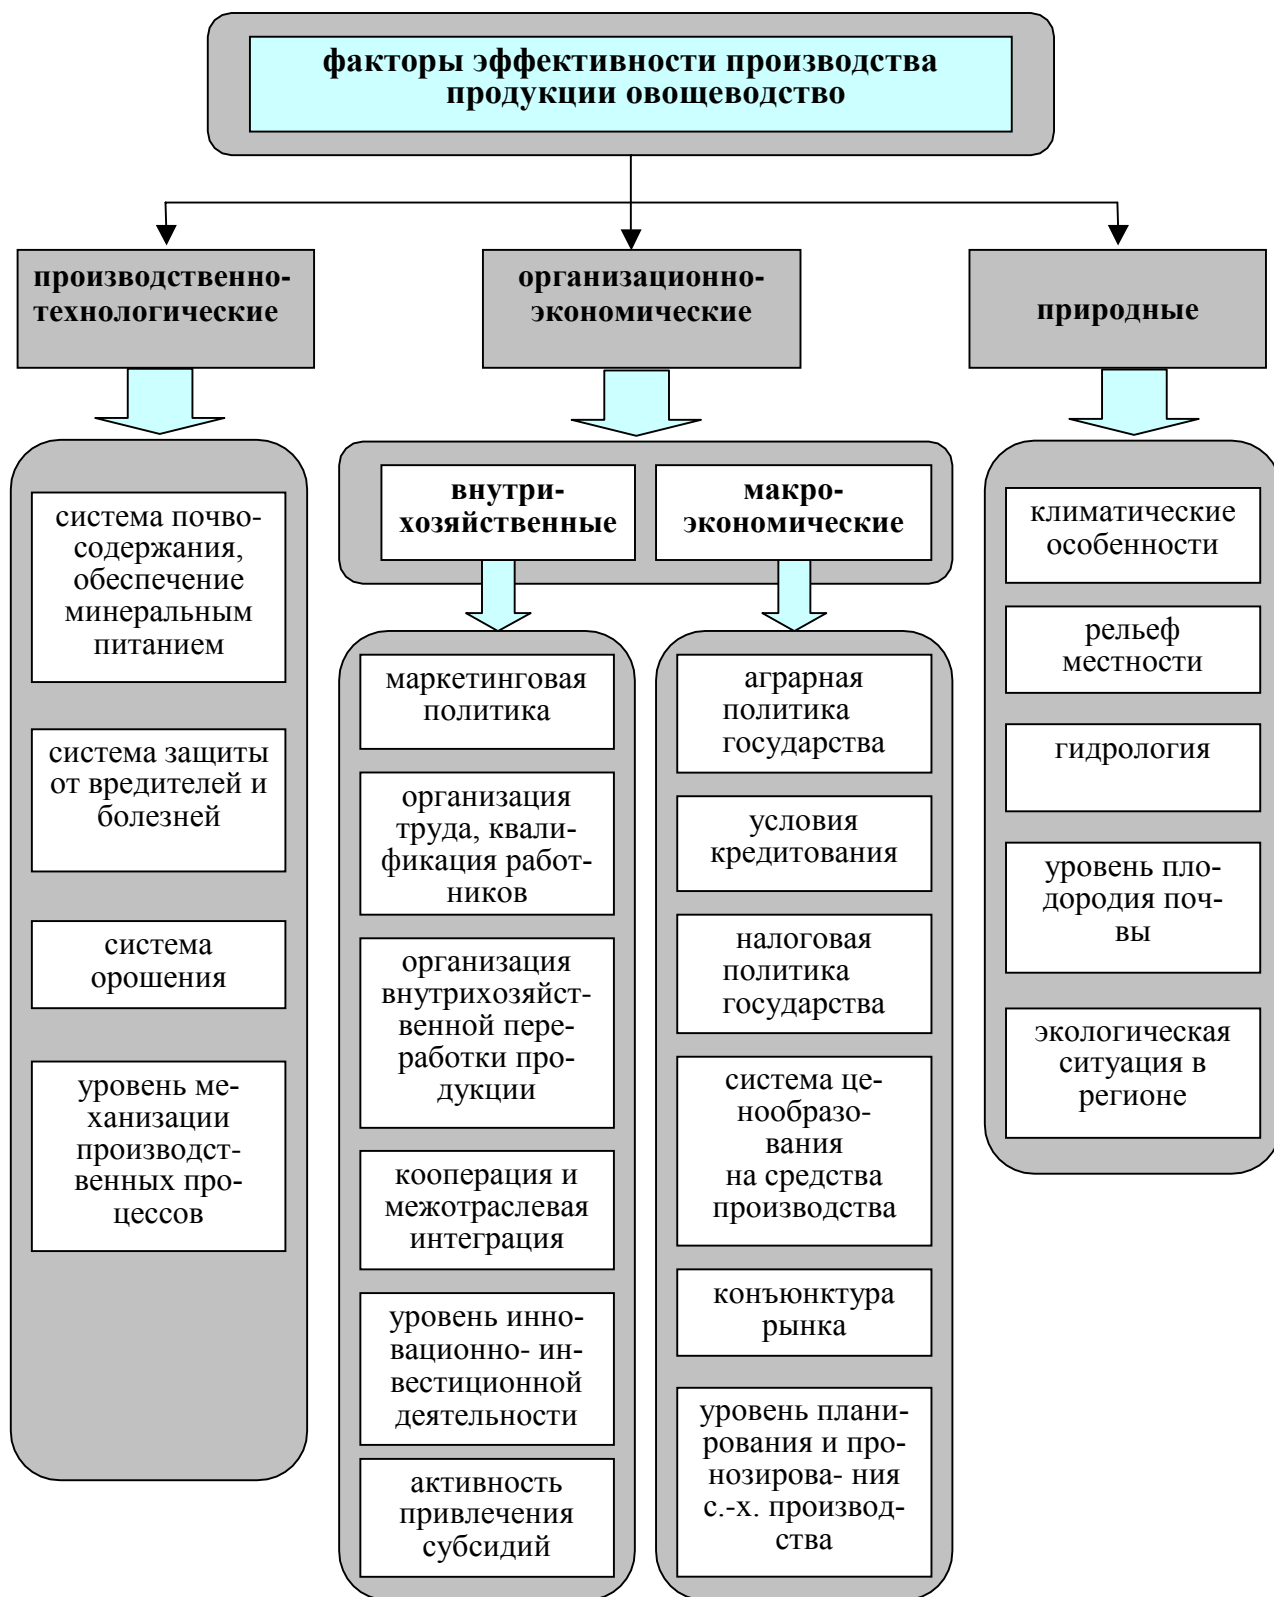 факторы эффективности производства
продукции овощеводство
производственно-
технологические
организационно-
экономические
природные
система почво-
содержания,
обеспечение
минеральным
питанием
система защиты
от вредителей и
болезней
система
орошения
уровень ме-
ханизации
производст-
венных про-
цессов
внутри-
хозяйственные
макро-
экономические
маркетинговая
политика
организация
труда, квали-
фикация работ-
ников
организация
внутрихозяйст-
венной пере-
работки про-
дукции
кооперация и
межотраслевая
интеграция
уровень инно-
вационно- ин-
вестиционной
деятельности
активность
привлечения
субсидий
аграрная
политика
государства
условия
кредитования
налоговая
политика
государства
система це-
нообразо-
вания
на средства
производства
конъюнктура
рынка
уровень плани-
рования и про-
нозирова- ния
с.-х. производ-
ства
климатические
особенности
рельеф
местности
гидрология
уровень пло-
дородия поч-
вы
экологическая
ситуация в
регионе